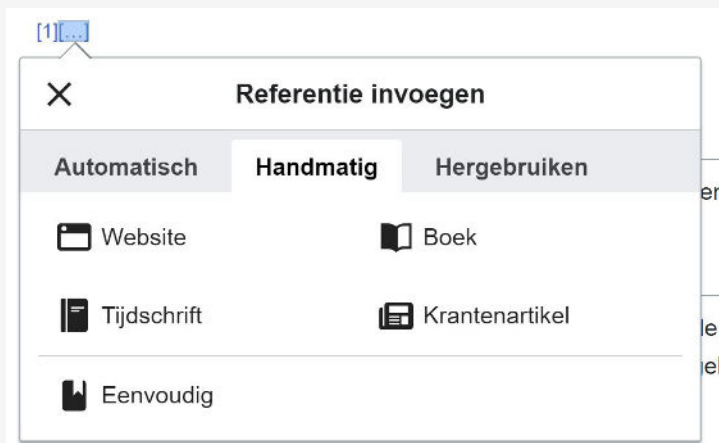 [1][...]
Referentie invoegen
Automatisch Handmatig Hergebruiken
Website Boek
Tijdschrift Krantenartikel
Eenvoudig